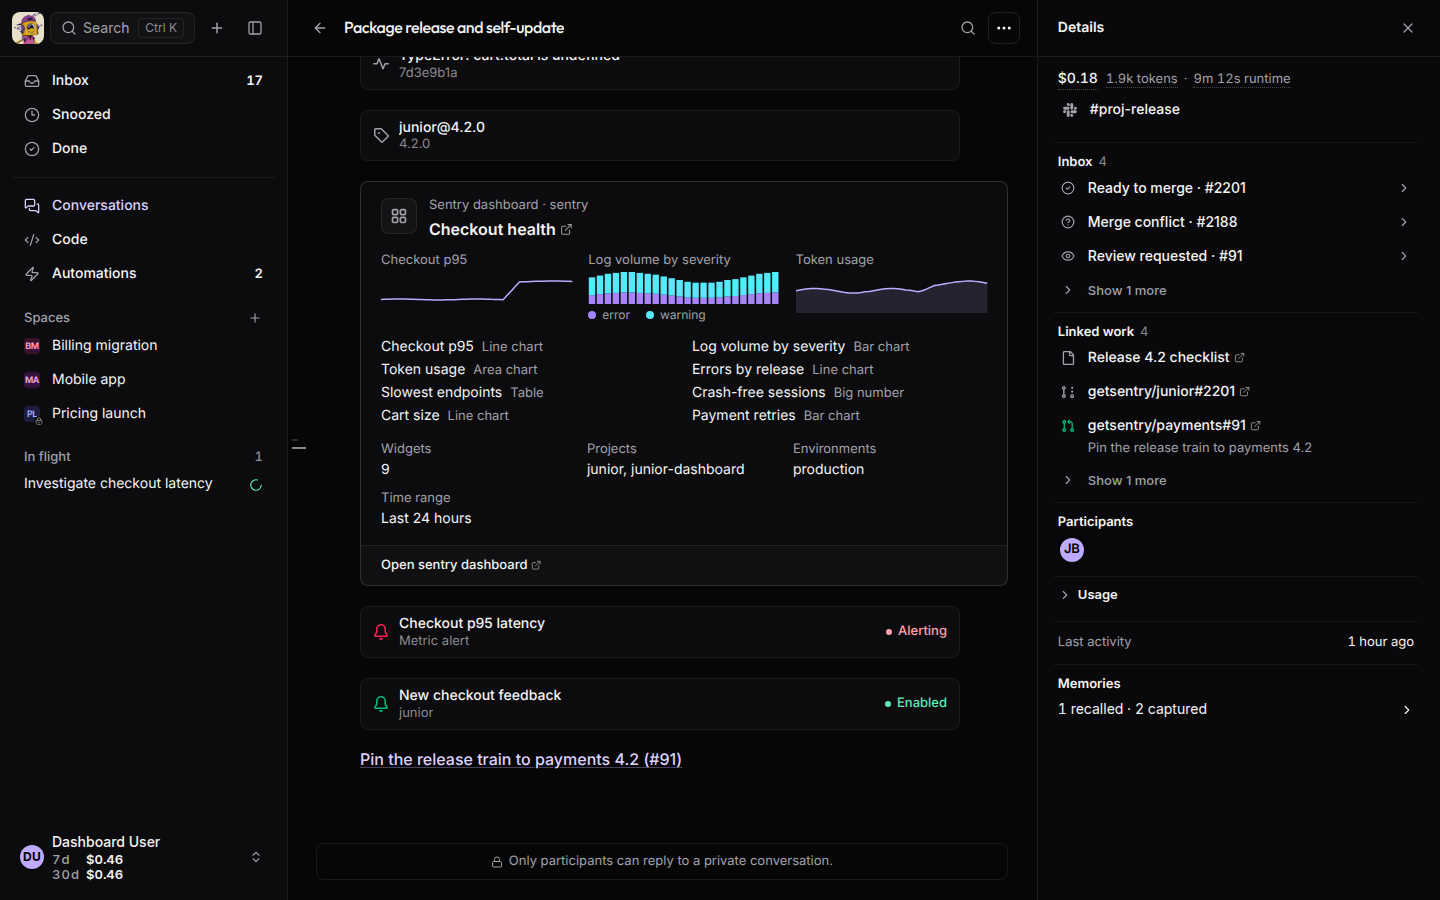 Search
Ctrl K
Inbox
17
Snoozed
Done
Conversations
Code
Automations
2
Spaces
BM
Billing migration
MA
Mobile app
PL
Pricing launch
In flight
1
Investigate checkout latency
DU
Dashboard User
7d $0.46
30d $0.46
Package release and self-update
TypeError: cart.total is undefined
7d3e9b1a
junior@4.2.0
4.2.0
Sentry dashboard · sentry
Checkout health
Checkout p95
Log volume by severity
Token usage
error
warning
Checkout p95 Line chart
Log volume by severity Bar chart
Token usage Area chart
Errors by release Line chart
Slowest endpoints Table
Crash-free sessions Big number
Cart size Line chart
Payment retries Bar chart
Widgets
9
Projects
junior, junior-dashboard
Environments
production
Time range
Last 24 hours
Open sentry dashboard
Checkout p95 latency
Metric alert
Alerting
New checkout feedback
junior
Enabled
Pin the release train to payments 4.2 (#91)
Only participants can reply to a private conversation.
Details
$0.18 1.9k tokens · 9m 12s runtime
#proj-release
Inbox 4
Ready to merge · #2201
Merge conflict · #2188
Review requested · #91
Show 1 more
Linked work 4
Release 4.2 checklist
getsentry/junior#2201
getsentry/payments#91
Pin the release train to payments 4.2
Show 1 more
Participants
JB
Usage
Last activity
1 hour ago
Memories
1 recalled · 2 captured